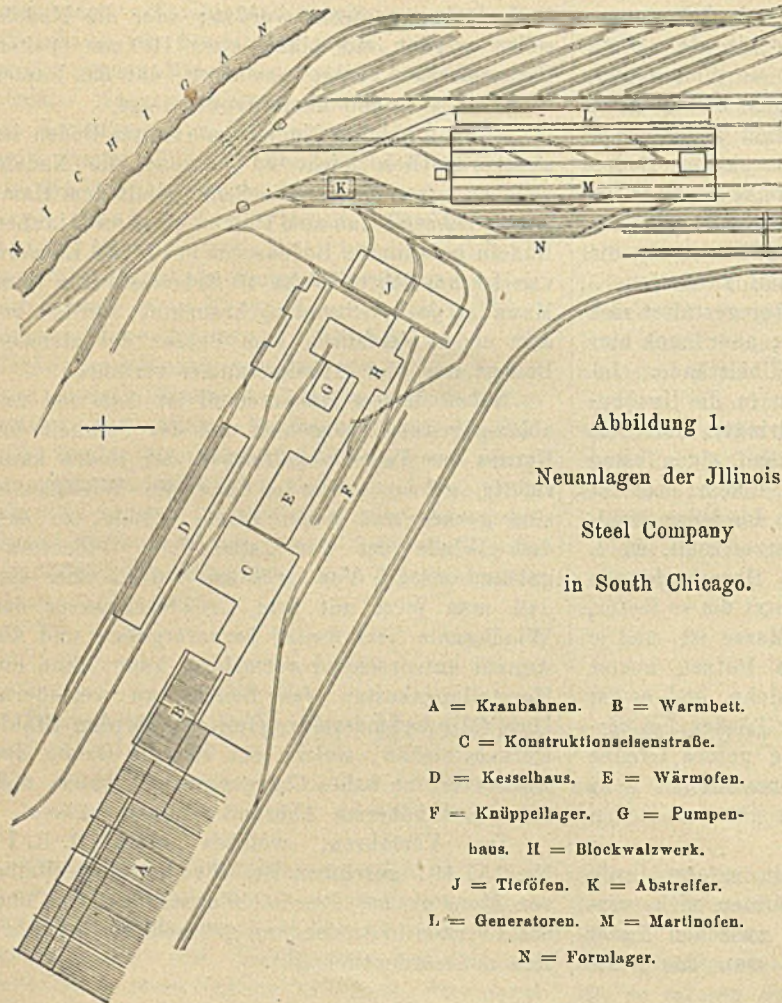 MICHIGAN
L
K
M
N
J
H
G
E
F
D
C
B
A
Abbildung 1.
Neuanlagen der Jllinois
Steel Company
in South Chicago.
A = Kranbahnen. B = Warmbett.
C = Konstruktionseisenstraße.
D = Kesselhaus. E = Wärmofen.
F = Knüppellager. G = Pumpen-
haus. H = Blockwalzwerk.
J = Tieföfen. K = Abstreifer.
L = Generatoren. M = Martinofen.
N = Formlager.